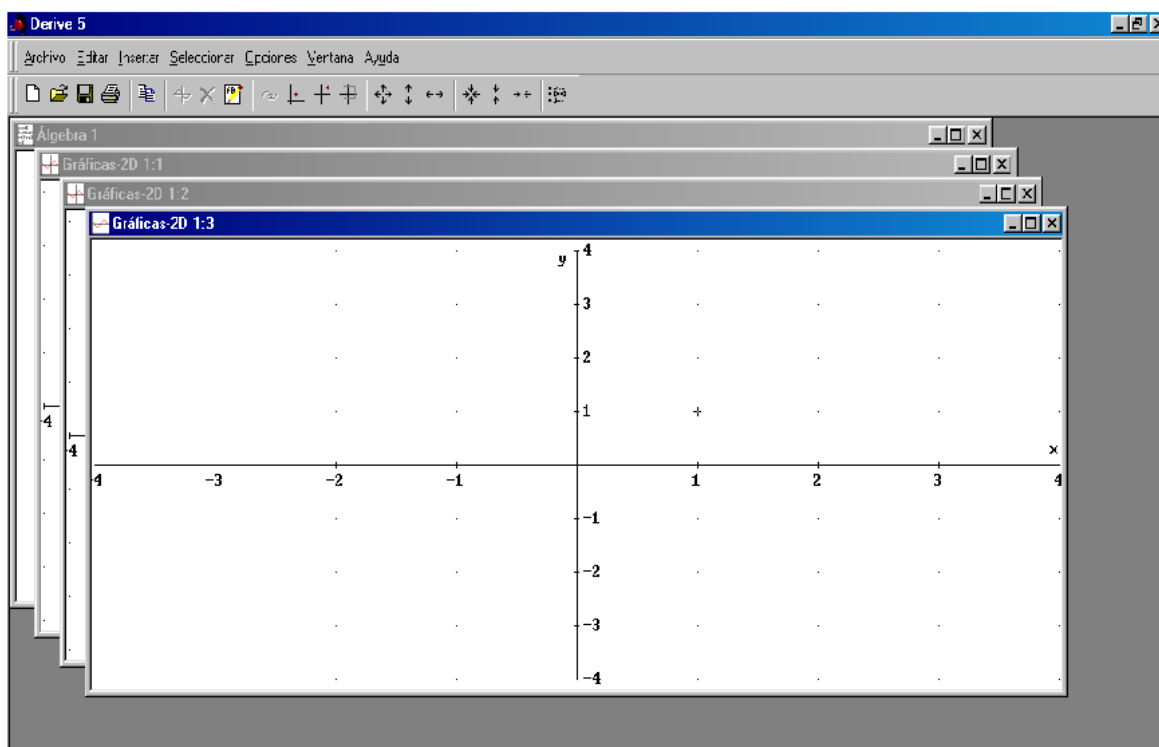 Derive 5
Archivo Editar Insertar Seleccionar Opciones Ventana Ayuda
Álgebra 1
Gráficas-2D 1:1
Gráficas-2D 1:2
Gráficas-2D 1:3
y 4
3
2
1
4
4
x
-4 -3 -2 -1 1 2 3 4
-1
-2
-3
-4